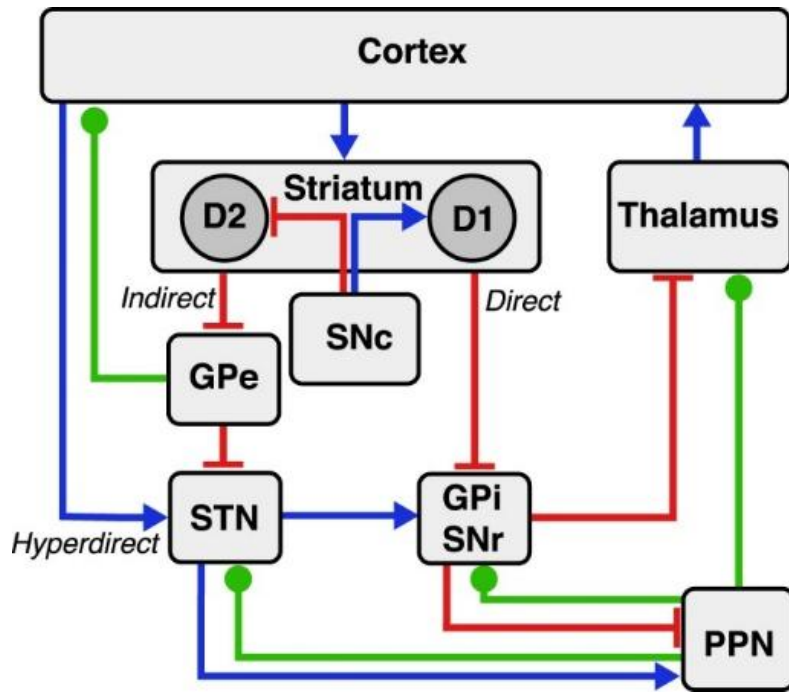 Cortex
Striatum
D2
D1
Thalamus
Indirect
Direct
SNc
GPe
STN
GPi
SNr
Hyperdirect
PPN